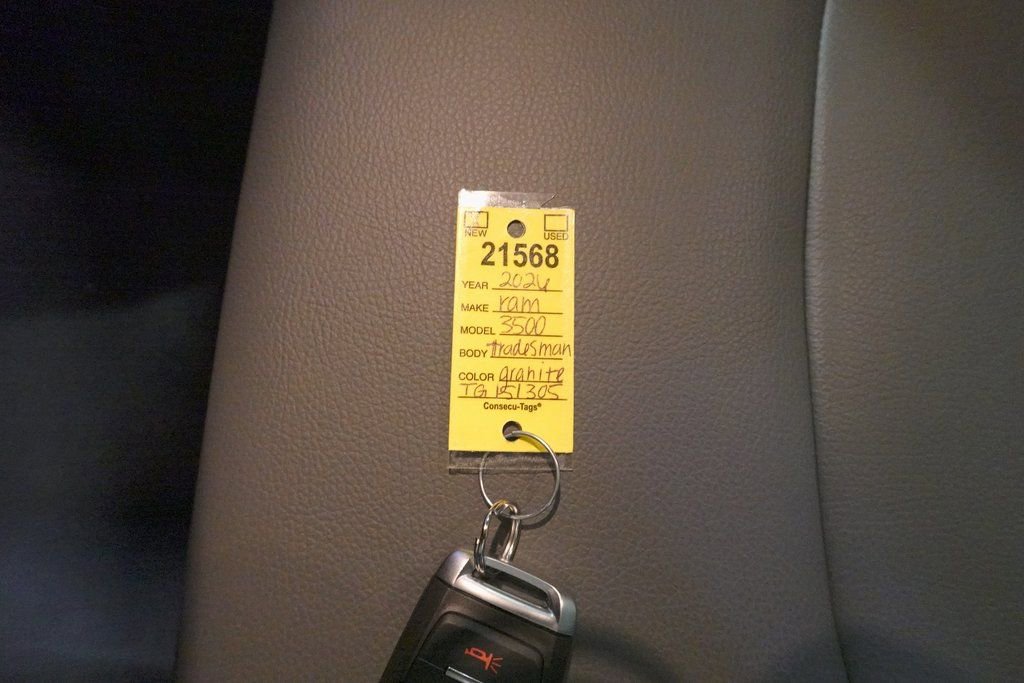 NEW USED
21568
YEAR 2024
MAKE ram
MODEL 3500
BODY tradesman
COLOR granite
TG 151305
Consecu-Tags®